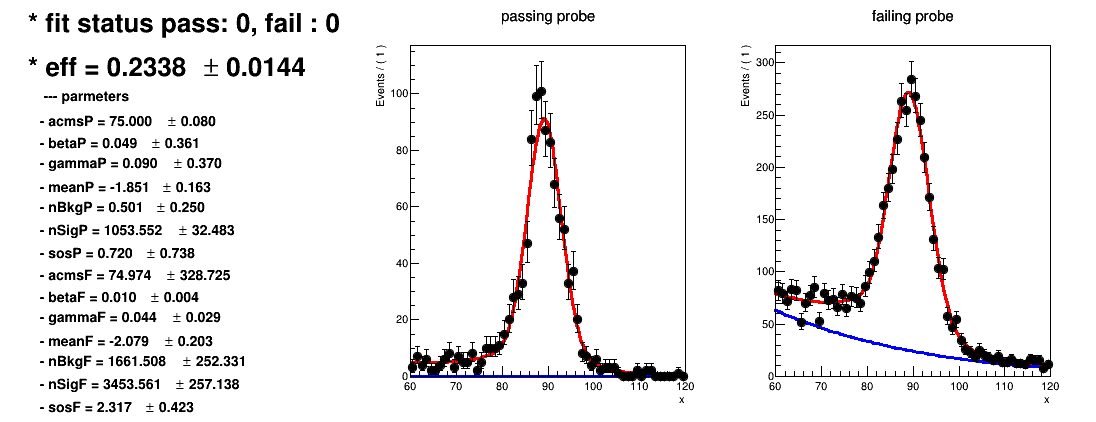 * fit status pass: 0, fail : 0
* eff = 0.2338 ± 0.0144
--- parmeters
- acmsP = 75.000 ± 0.080
- betaP = 0.049 ± 0.361
- gammaP = 0.090 ± 0.370
- meanP = -1.851 ± 0.163
- nBkgP = 0.501 ± 0.250
- nSigP = 1053.552 ± 32.483
- sosP = 0.720 ± 0.738
- acmsF = 74.974 ± 328.725
- betaF = 0.010 ± 0.004
- gammaF = 0.044 ± 0.029
- meanF = -2.079 ± 0.203
- nBkgF = 1661.508 ± 252.331
- nSigF = 3453.561 ± 257.138
- sosF = 2.317 ± 0.423
passing probe
Events / ( 1 )
100
80
60
40
20
0
60 70 80 90 100 110 120
x
failing probe
Events / ( 1 )
300
250
200
150
100
50
0
60 70 80 90 100 110 120
x